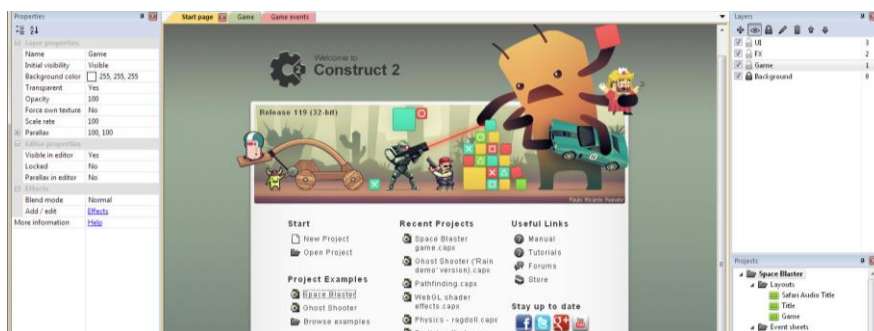 Properties
Start page
Game
Game events
Layers
Layer properties
Name Game
Initial visibility Visible
Background color 255, 255, 255
Transparent Yes
Opacity 100
Force own texture No
Scale rate 100
Parallax 100, 100
Editor properties
Visible in editor Yes
Locked No
Parallax in editor No
Effects
Blend mode Normal
Add / edit Effects
More information Help
Welcome to
Construct 2
Release 119 (32-bit)
Start
New Project
Open Project
Project Examples
Space Blaster
Ghost Shooter
Browse examples
Recent Projects
Space Blaster
game.capx
Ghost Shooter ('Rain
demo' version).capx
Pathfinding.capx
WebGL shader
effects.capx
Physics - ragdoll.capx
Useful Links
Manual
Tutorials
Forums
Store
Stay up to date
UI 3
FX 2
Game 1
Background 0
Projects
Space Blaster
Layouts
Safari Audio Title
Title
Game
Event sheets